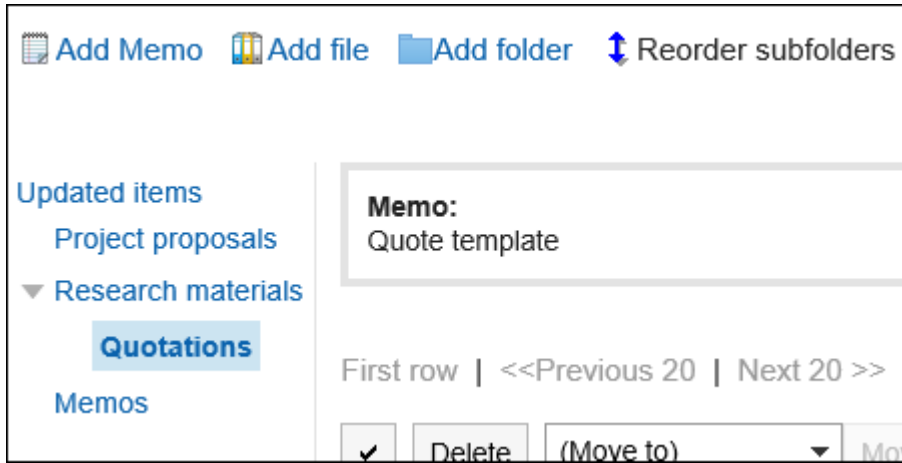 Add Memo Add file Add folder Reorder subfolders
Updated items
Project proposals
Research materials
Quotations
Memos
Memo:
Quote template
First row | <<Previous 20 | Next 20 >>
Delete (Move to)